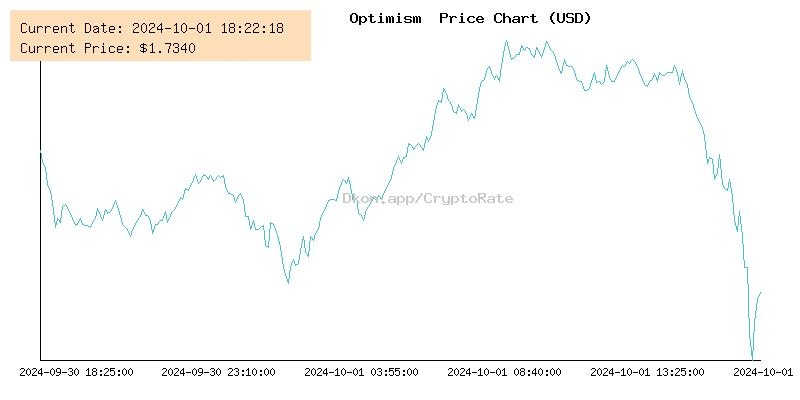 Optimism  Price Chart (USD)
Current Date: 2024-10-01 18:22:18
Current Price: $1.7340
Dkon.app/CryptoRate
2024-09-30 18:25:00 2024-09-30 23:10:00 2024-10-01 03:55:00 2024-10-01 08:40:00 2024-10-01 13:25:00 2024-10-01